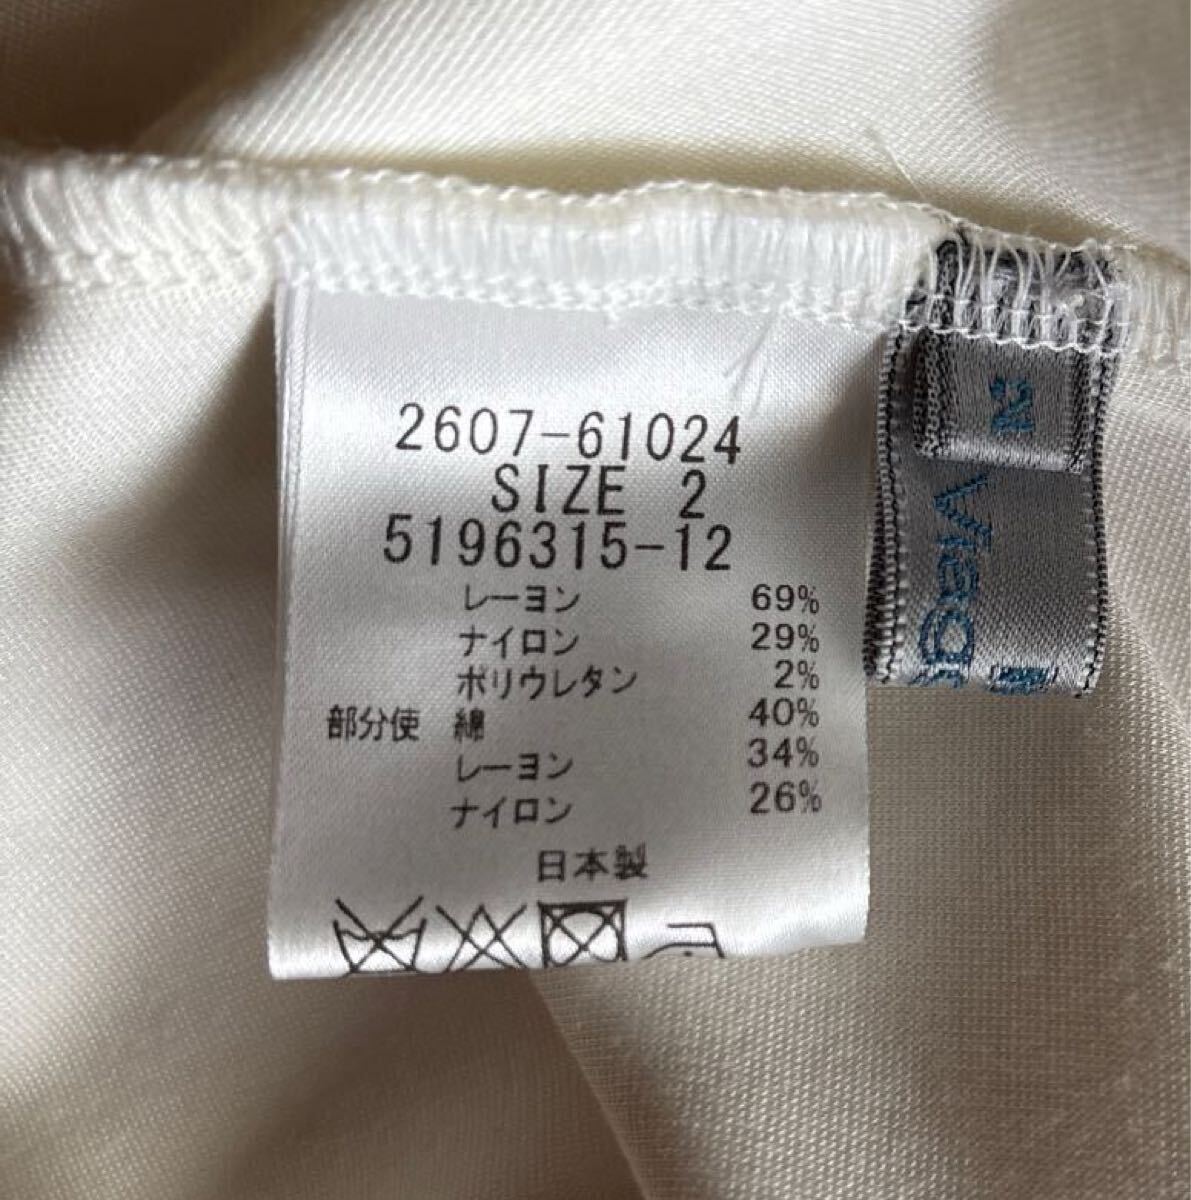 2607-61024
SIZE 2
5196315-12
レーヨン 69%
ナイロン 29%
ポリウレタン 2%
部分使 綿 40%
レーヨン 34%
ナイロン 26%
日本製
2